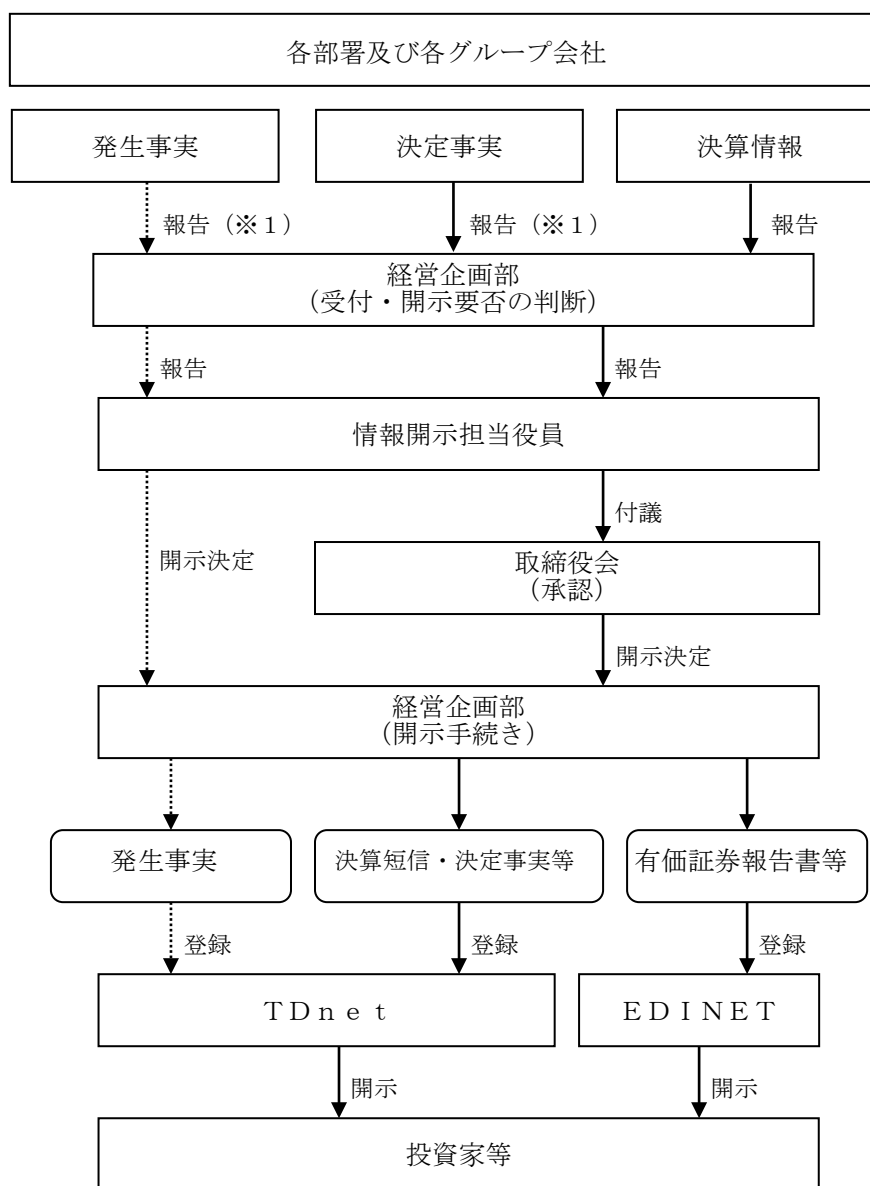 各部署及び各グループ会社
発生事実
決定事実
決算情報
報告（※１）
報告（※１）
報告
経営企画部
（受付・開示要否の判断）
報告
報告
情報開示担当役員
付議
開示決定
取締役会
（承認）
開示決定
経営企画部
（開示手続き）
発生事実
決算短信・決定事実等
有価証券報告書等
登録
登録
登録
ＴＤｎｅｔ
ＥＤＩＮＥＴ
開示
開示
投資家等